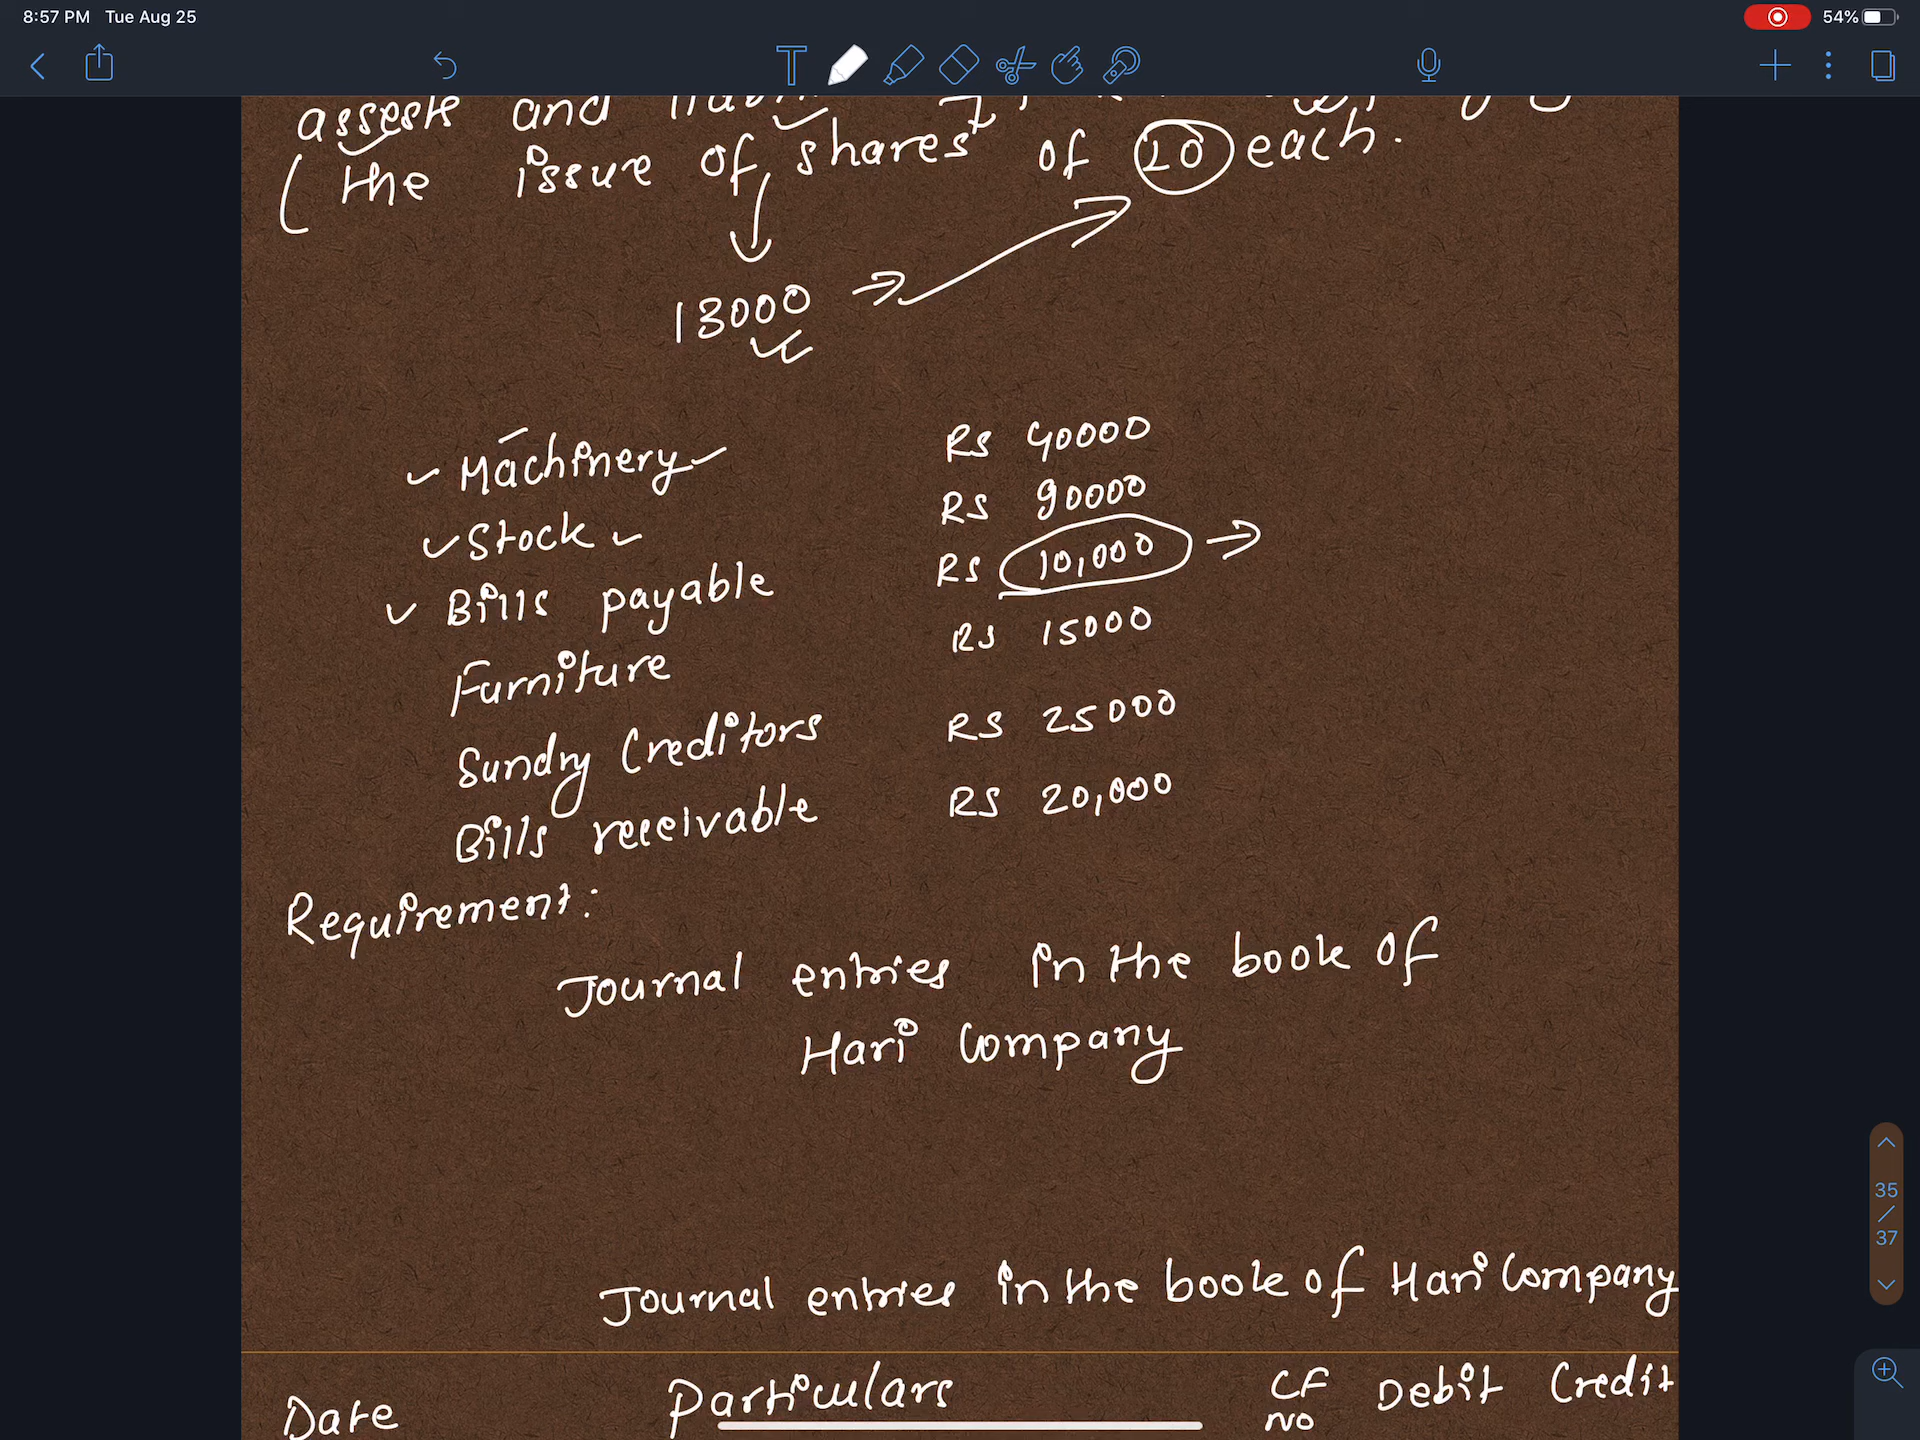 8:57 PM Tue Aug 25
54%
assests and
the issue of shares of 10 each.
13000
Machinery RS 40000
Stock RS 90000
Bills payable RS 10,000
Furniture RS 15000
Sundry Creditors RS 25000
Bills receivable RS 20,000
Requirement:
Journal entries in the book of
Hari Company
35
/
37
Journal entries in the book of Hari Company
Date Particulars CF NO Debit Credit